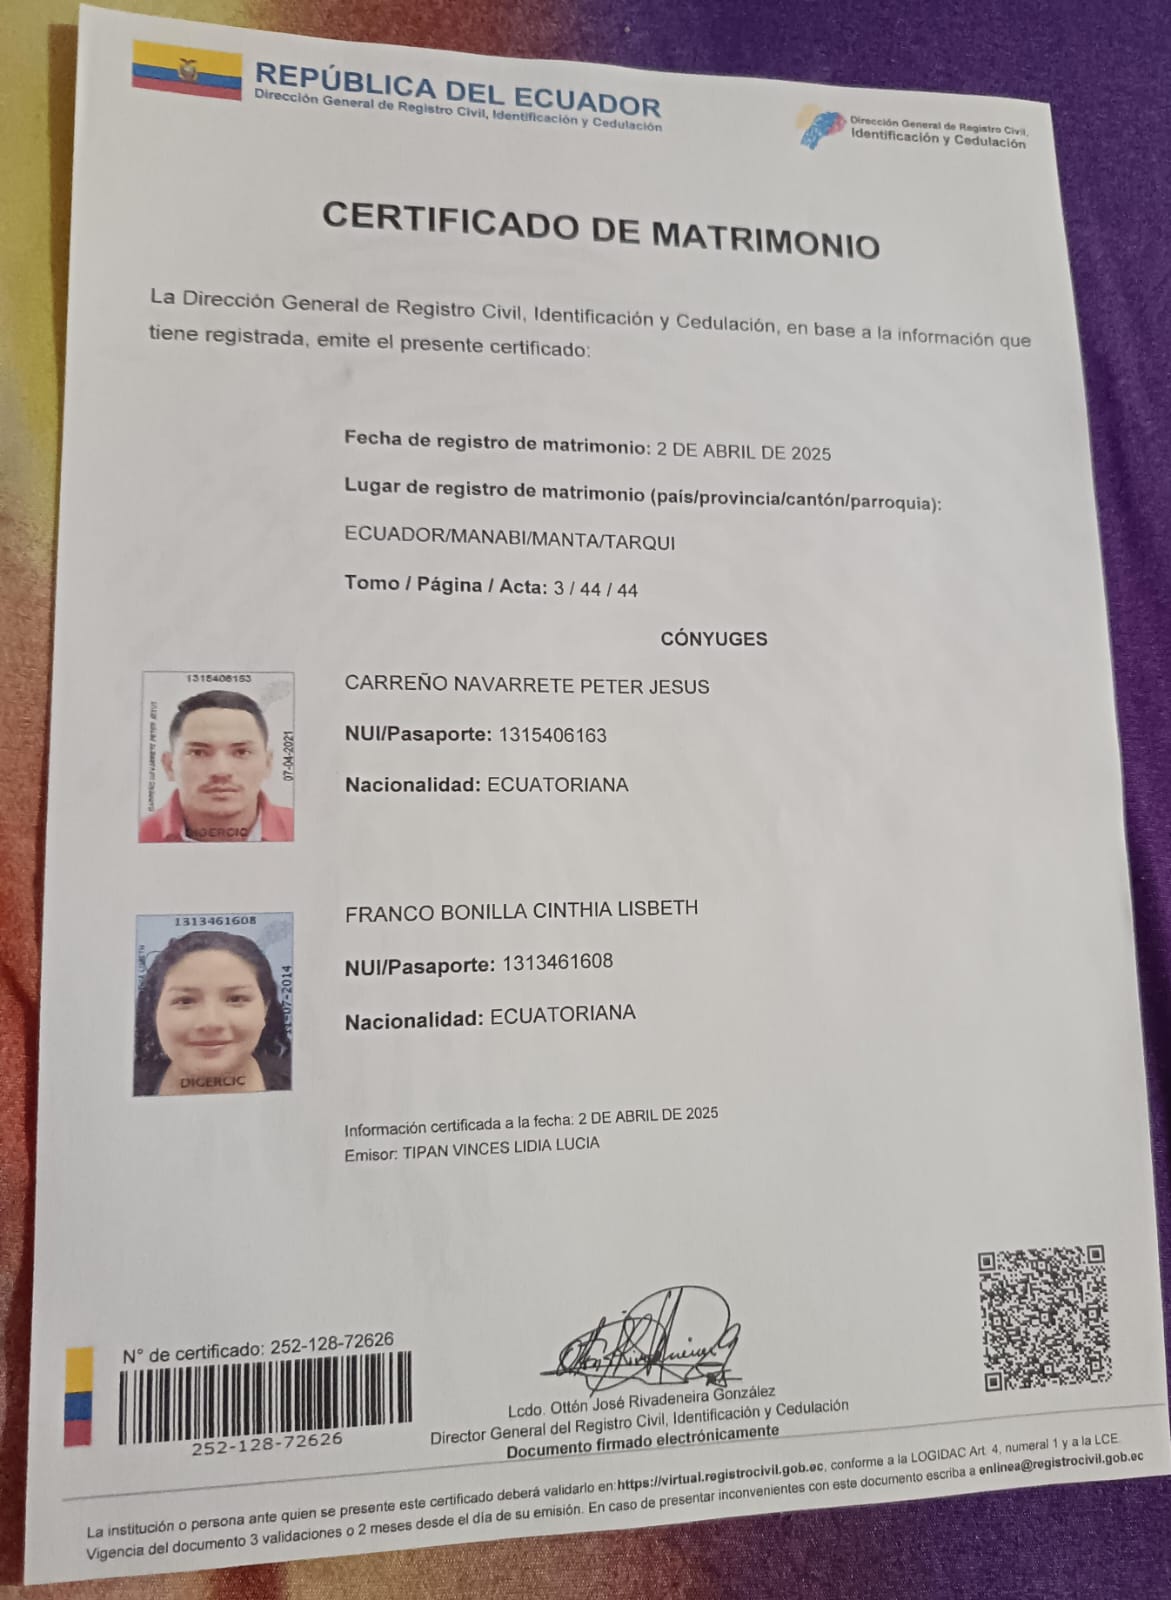 REPÚBLICA DEL ECUADOR
Dirección General de Registro Civil, Identificación y Cedulación
Dirección General de Registro Civil,
Identificación y Cedulación
CERTIFICADO DE MATRIMONIO
La Dirección General de Registro Civil, Identificación y Cedulación, en base a la información que
tiene registrada, emite el presente certificado:
Fecha de registro de matrimonio: 2 DE ABRIL DE 2025
Lugar de registro de matrimonio (país/provincia/cantón/parroquia):
ECUADOR/MANABI/MANTA/TARQUI
Tomo / Página / Acta: 3 / 44 / 44
CÓNYUGES
07-04-2021
DIGERCIC
CARREÑO NAVARRETE PETER JESUS
NUI/Pasaporte: 1315406163
Nacionalidad: ECUATORIANA
1313461608
DIGERCIC
FRANCO BONILLA CINTHIA LISBETH
NUI/Pasaporte: 1313461608
Nacionalidad: ECUATORIANA
Información certificada a la fecha: 2 DE ABRIL DE 2025
Emisor: TIPAN VINCES LIDIA LUCIA
N° de certificado: 252-128-72626
252-128-72626
Lcdo. Ottón José Rivadeneira González
Director General del Registro Civil, Identificación y Cedulación
Documento firmado electrónicamente
La institución o persona ante quien se presente este certificado deberá validarlo en:https://virtual.registrocivil.gob.ec, conforme a la LOGIDAC Art. 4, numeral 1 y a la LCE.
Vigencia del documento 3 validaciones o 2 meses desde el día de su emisión. En caso de presentar inconvenientes con este documento escriba a enlinea@registrocivil.gob.ec